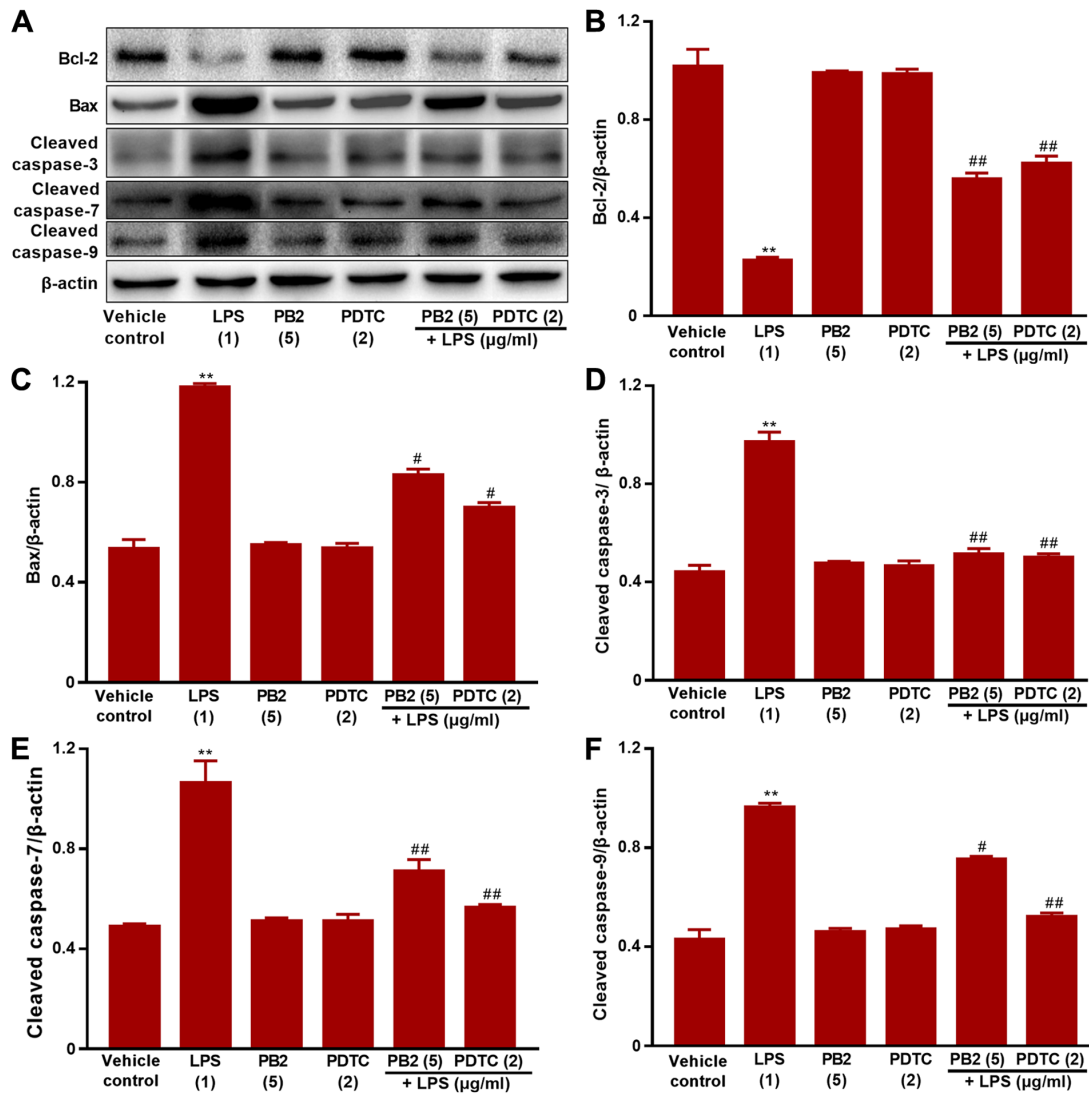 A
Bcl-2
Bax
Cleaved
caspase-3
Cleaved
caspase-7
Cleaved
caspase-9
β-actin
Vehicle
control
LPS
(1)
PB2
(5)
PDTC
(2)
PB2 (5) PDTC (2)
+ LPS (μg/ml)
B
Bcl-2/β-actin
1.2
0.8
0.4
0
**
##
##
Vehicle
control
LPS
(1)
PB2
(5)
PDTC
(2)
PB2 (5) PDTC (2)
+ LPS (μg/ml)
C
Bax/β-actin
1.2
0.8
0.4
0
**
#
#
Vehicle
control
LPS
(1)
PB2
(5)
PDTC
(2)
PB2 (5) PDTC (2)
+ LPS (μg/ml)
D
Cleaved caspase-3/ β-actin
1.2
0.8
0.4
0
**
##
##
Vehicle
control
LPS
(1)
PB2
(5)
PDTC
(2)
PB2 (5) PDTC (2)
+ LPS (μg/ml)
E
Cleaved caspase-7/β-actin
1.2
0.8
0.4
0
**
##
##
Vehicle
control
LPS
(1)
PB2
(5)
PDTC
(2)
PB2 (5) PDTC (2)
+ LPS (μg/ml)
F
Cleaved caspase-9/β-actin
1.2
0.8
0.4
0
**
#
##
Vehicle
control
LPS
(1)
PB2
(5)
PDTC
(2)
PB2 (5) PDTC (2)
+ LPS (μg/ml)